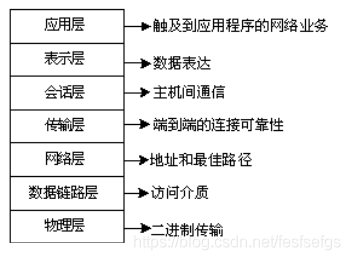 应用层
触及到应用程序的网络业务
表示层
数据表达
会话层
主机间通信
传输层
端到端的连接可靠性
网络层
地址和最佳路径
数据链路层
访问介质
物理层
二进制传输
https://blog.csdn.net/fesfsefgs